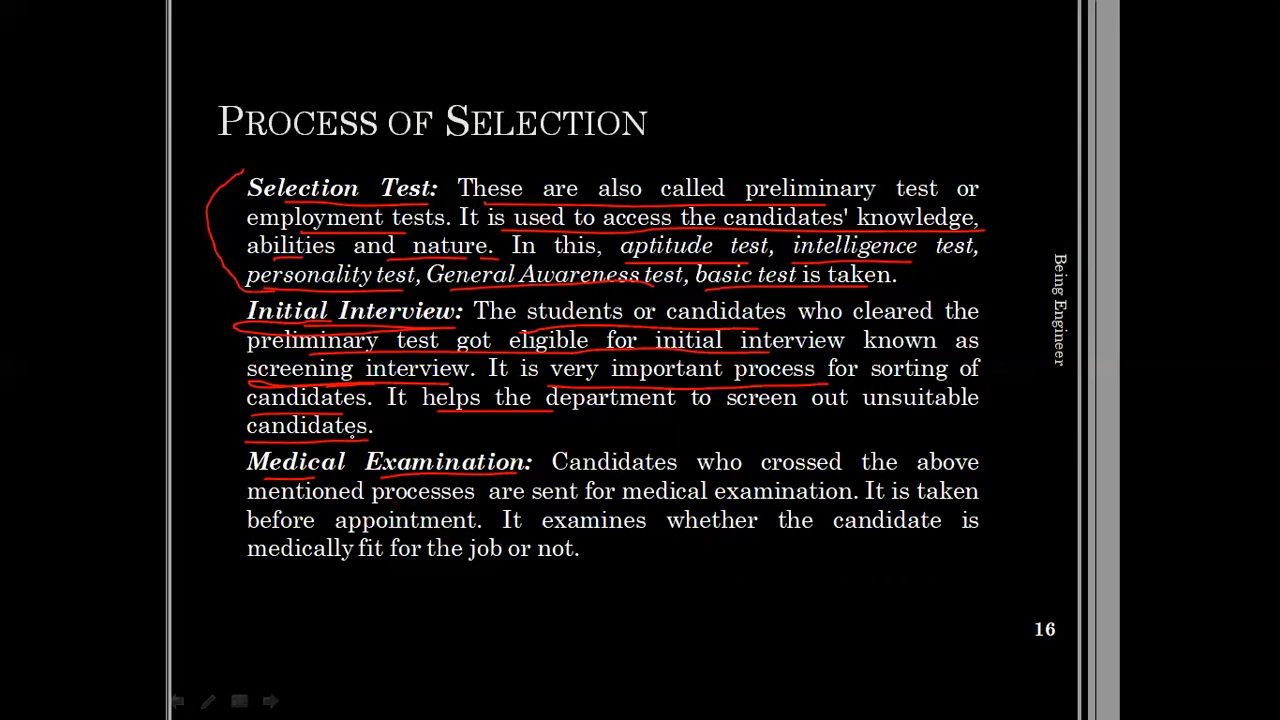 PROCESS OF SELECTION
Selection Test: These are also called preliminary test or
employment tests. It is used to access the candidates' knowledge,
abilities and nature. In this, aptitude test, intelligence test,
personality test, General Awareness test, basic test is taken.
Initial Interview: The students or candidates who cleared the
preliminary test got eligible for initial interview known as
screening interview. It is very important process for sorting of
candidates. It helps the department to screen out unsuitable
candidates.
Medical Examination: Candidates who crossed the above
mentioned processes are sent for medical examination. It is taken
before appointment. It examines whether the candidate is
medically fit for the job or not.
Being Engineer
16